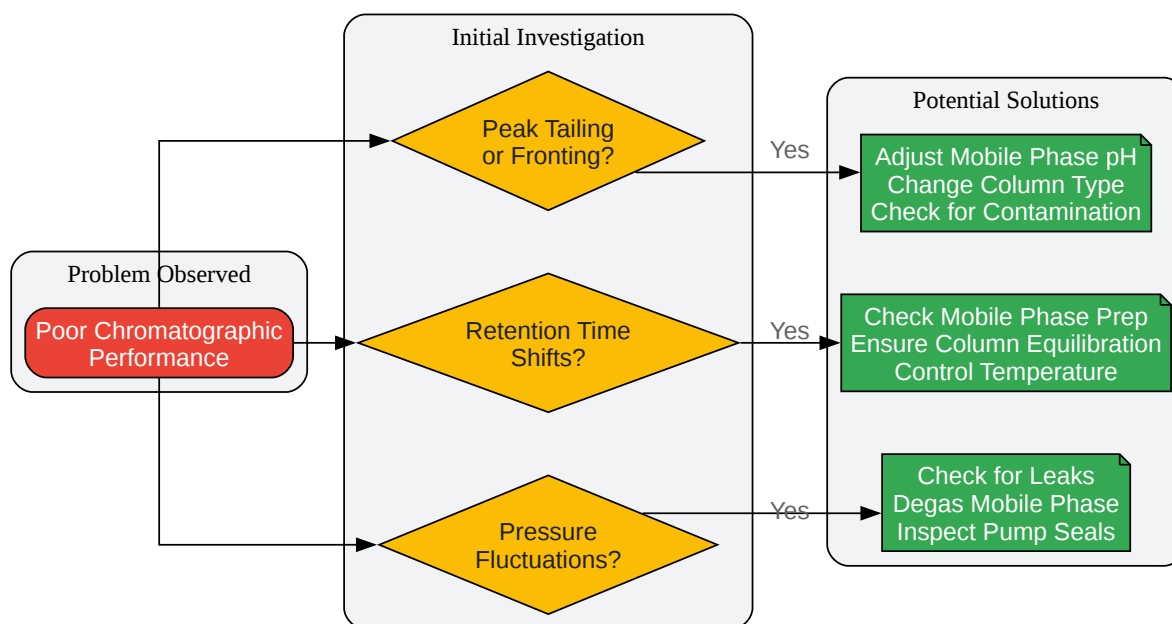 Initial Investigation
Potential Solutions
Problem Observed
Poor Chromatographic
Performance
Peak Tailing
or Fronting?
Yes
Adjust Mobile Phase pH
Change Column Type
Check for Contamination
Retention Time
Shifts?
Yes
Check Mobile Phase Prep
Ensure Column Equilibration
Control Temperature
Pressure
Fluctuations?
Yes
Check for Leaks
Degas Mobile Phase
Inspect Pump Seals